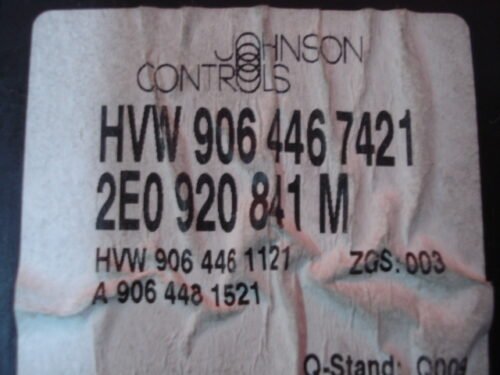 JOHNSON
CONTROLS
HVW 906 446 7421
2E0 920 841 M
HVW 906 446 1121 ZGS: 003
A 906 448 1521
Q-Stand: